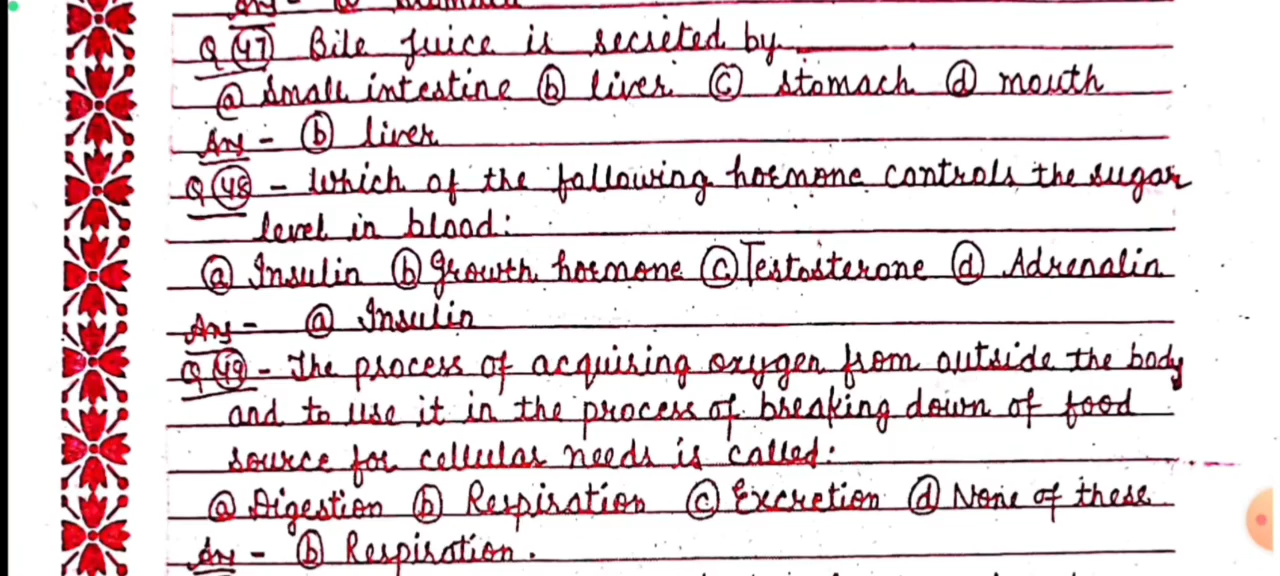 Q 47 Bile Juice is secreted by ______.
ⓐ Small intestine ⓑ liver ⓒ stomach ⓓ mouth
Ans - ⓑ liver
Q 48 - Which of the following hormone controls the sugar
level in blood:
ⓐ Insulin ⓑ Growth hormone ⓒ Testosterone ⓓ Adrenalin
Ans - ⓐ Insulin
Q 49 - The process of acquiring oxygen from outside the body
and to use it in the process of breaking down of food
source for cellular needs is called:
ⓐ Digestion ⓑ Respiration ⓒ Excretion ⓓ None of these
Ans - ⓑ Respiration.